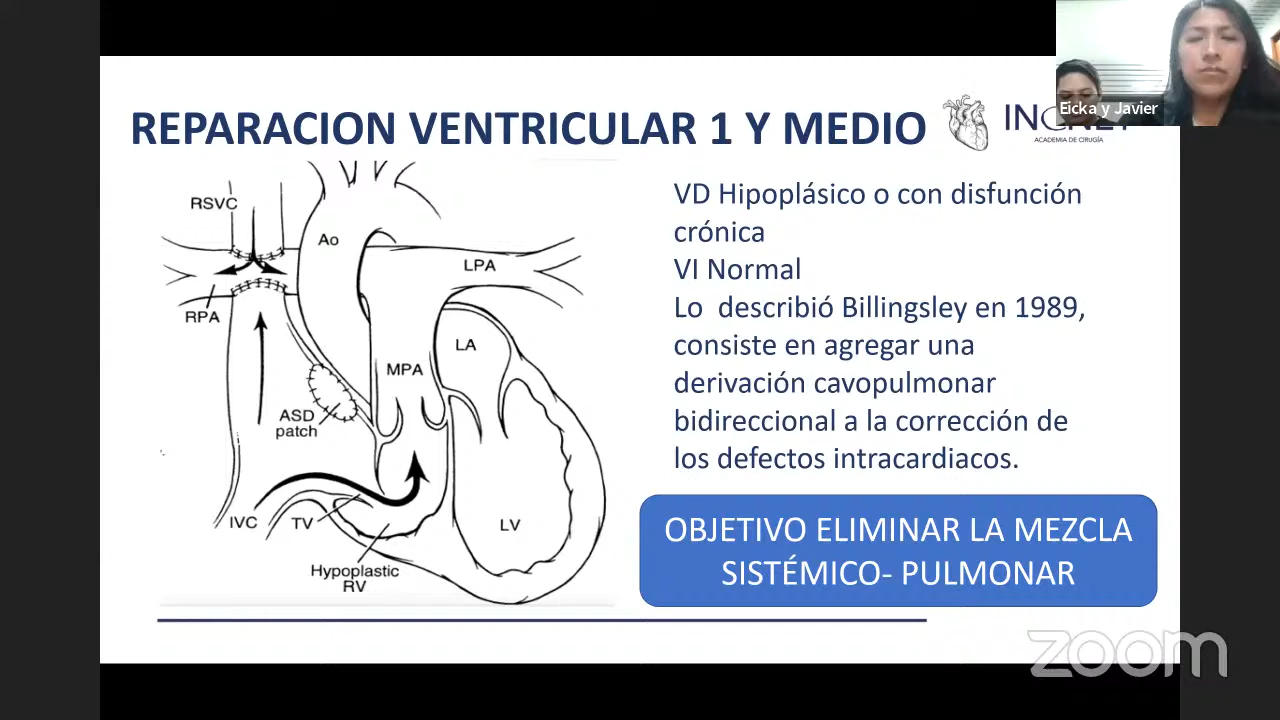 REPARACION VENTRICULAR 1 Y MEDIO
Eicka y Javier
ACADEMIA DE CIRUGÍA
RSVC
Ao
LPA
RPA
LA
MPA
ASD
patch
IVC
TV
LV
Hypoplastic
RV
VD Hipoplásico o con disfunción
crónica
VI Normal
Lo describió Billingsley en 1989,
consiste en agregar una
derivación cavopulmonar
bidireccional a la corrección de
los defectos intracardiacos.
OBJETIVO ELIMINAR LA MEZCLA
SISTÉMICO- PULMONAR
zoom